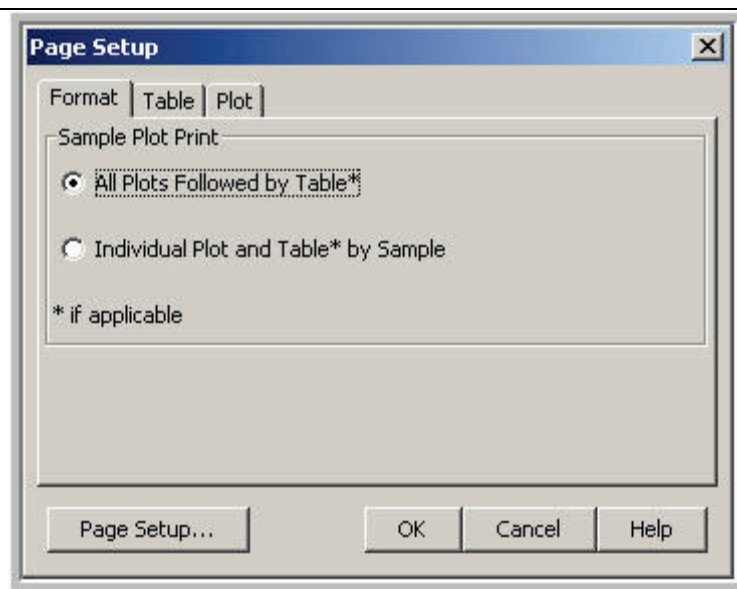 Page Setup
Format Table Plot
Sample Plot Print
All Plots Followed by Table*
Individual Plot and Table* by Sample
* if applicable
Page Setup... OK Cancel Help